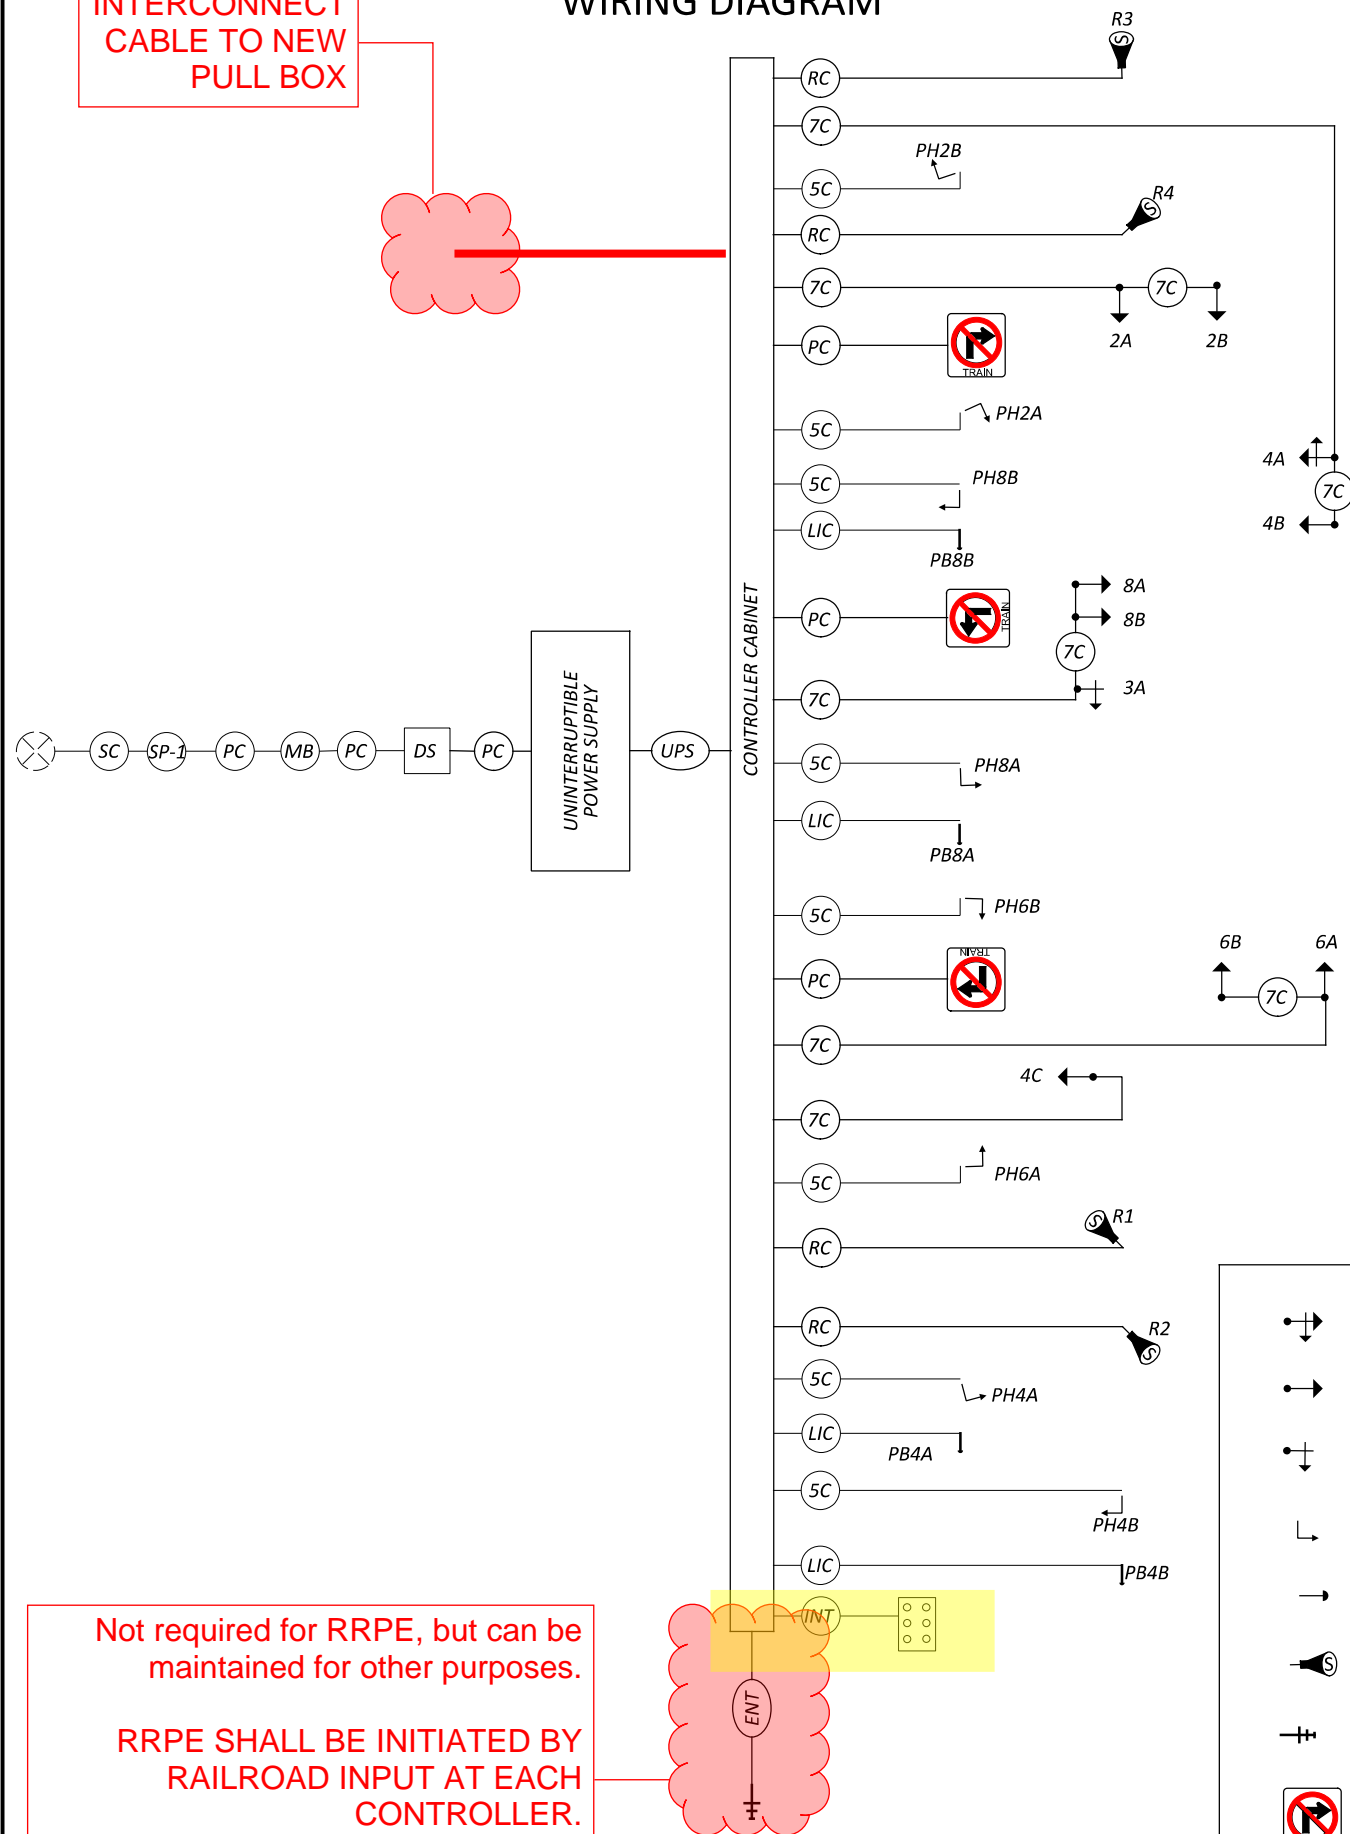 INTERCONNECT
CABLE TO NEW
PULL BOX
WIRING DIAGRAM
R3
RC
7C
PH2B
5C
R4
RC
7C
7C
2A
2B
PC
TRAIN
5C
PH2A
4A
5C
PH8B
7C
4B
LIC
PB8B
8A
PC
TRAIN
8B
7C
3A
7C
CONTROLLER CABINET
UNINTERRUPTIBLE
POWER SUPPLY
SC
SP-1
PC
MB
PC
DS
PC
UPS
5C
PH8A
LIC
PB8A
5C
PH6B
6B
6A
TRAIN
PC
7C
7C
4C
7C
5C
PH6A
R1
RC
RC
R2
5C
PH4A
LIC
PB4A
5C
PH4B
LIC
PB4B
INT
ENT
Not required for RRPE, but can be
maintained for other purposes.
RRPE SHALL BE INITIATED BY
RAILROAD INPUT AT EACH
CONTROLLER.
S
S
S
S
S